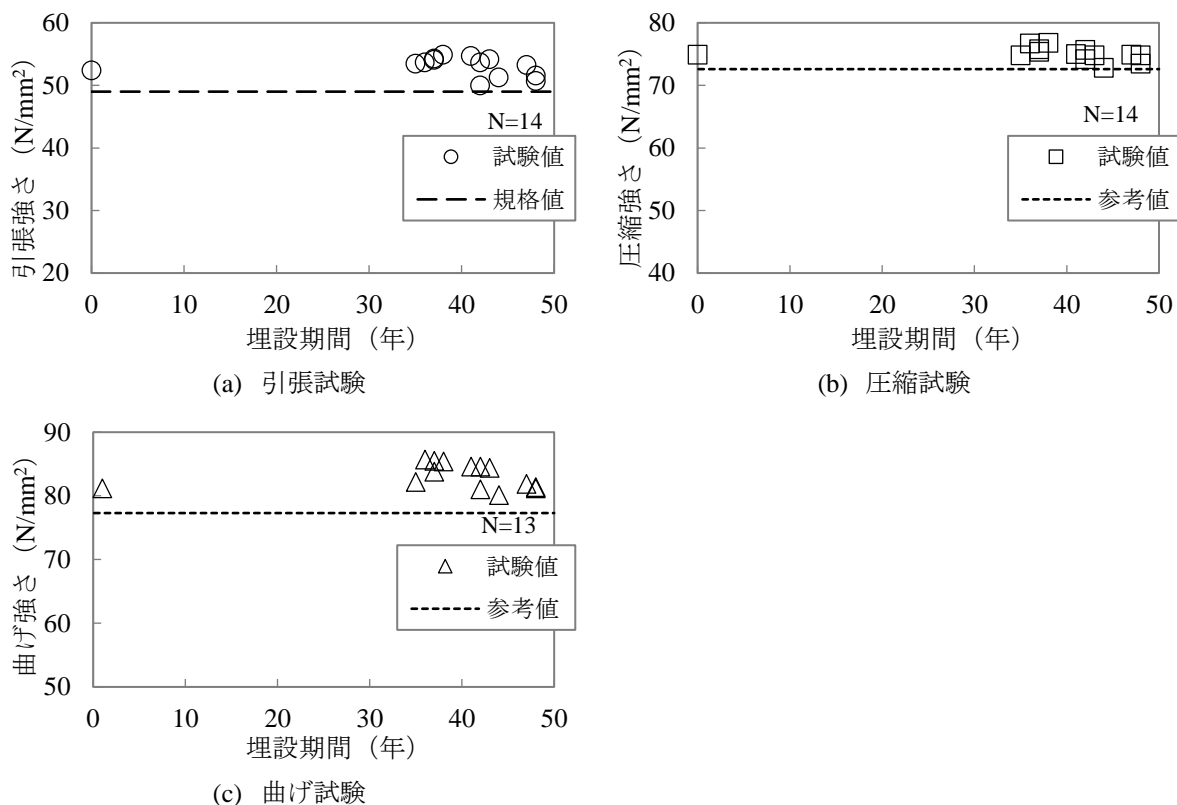 引張強さ（N/mm²）
60
50
40
30
20
N=14
試験値
規格値
0 10 20 30 40 50
埋設期間（年）
(a) 引張試験
圧縮強さ（N/mm²）
80
70
60
50
40
N=14
試験値
参考値
0 10 20 30 40 50
埋設期間（年）
(b) 圧縮試験
曲げ強さ（N/mm²）
90
80
70
60
50
N=13
試験値
参考値
0 10 20 30 40 50
埋設期間（年）
(c) 曲げ試験